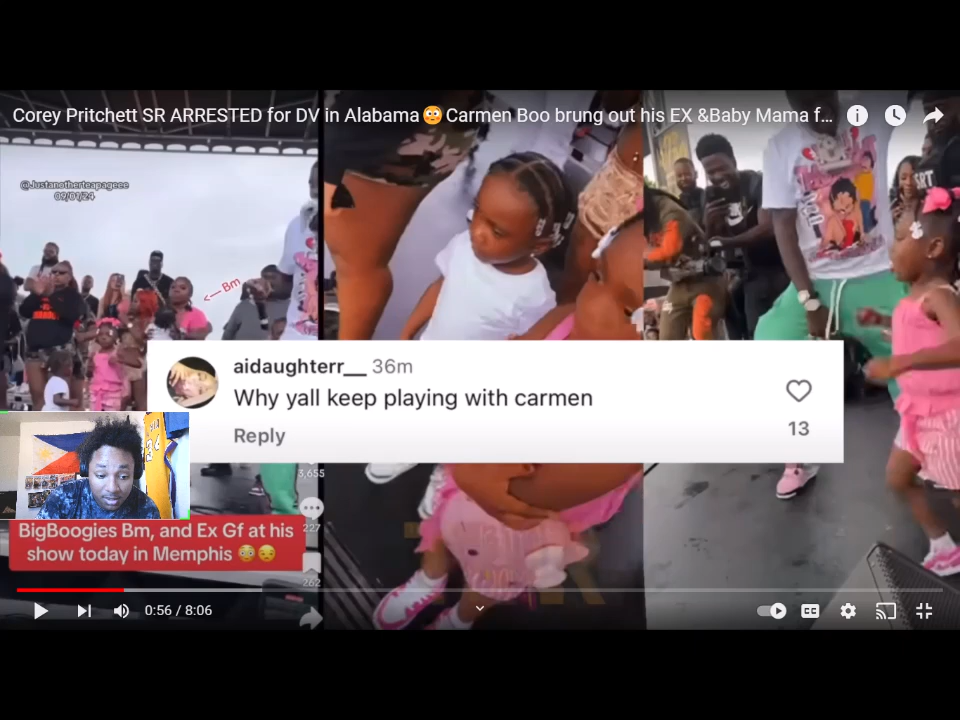 Corey Pritchett SR ARRESTED for DV in Alabama😳Carmen Boo brung out his EX &Baby Mama f...
@Justanotherteapageee
09/01/24
<—Bm
aidaughterr__ 36m
Why yall keep playing with carmen
Reply
13
3,655
227
262
BigBoogies Bm, and Ex Gf at his
show today in Memphis 😳😔
0:56 / 8:06
CC